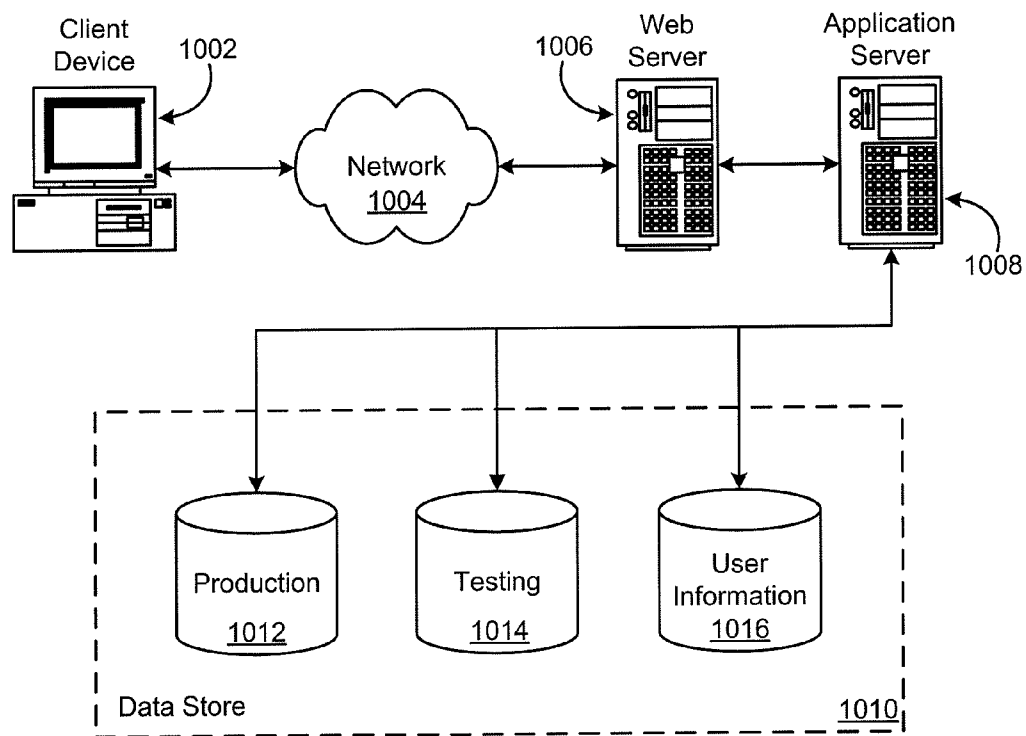 Client
Device
1002
Network
1004
1006
Web
Server
Application
Server
1008
Production
1012
Testing
1014
User
Information
1016
Data Store
1010